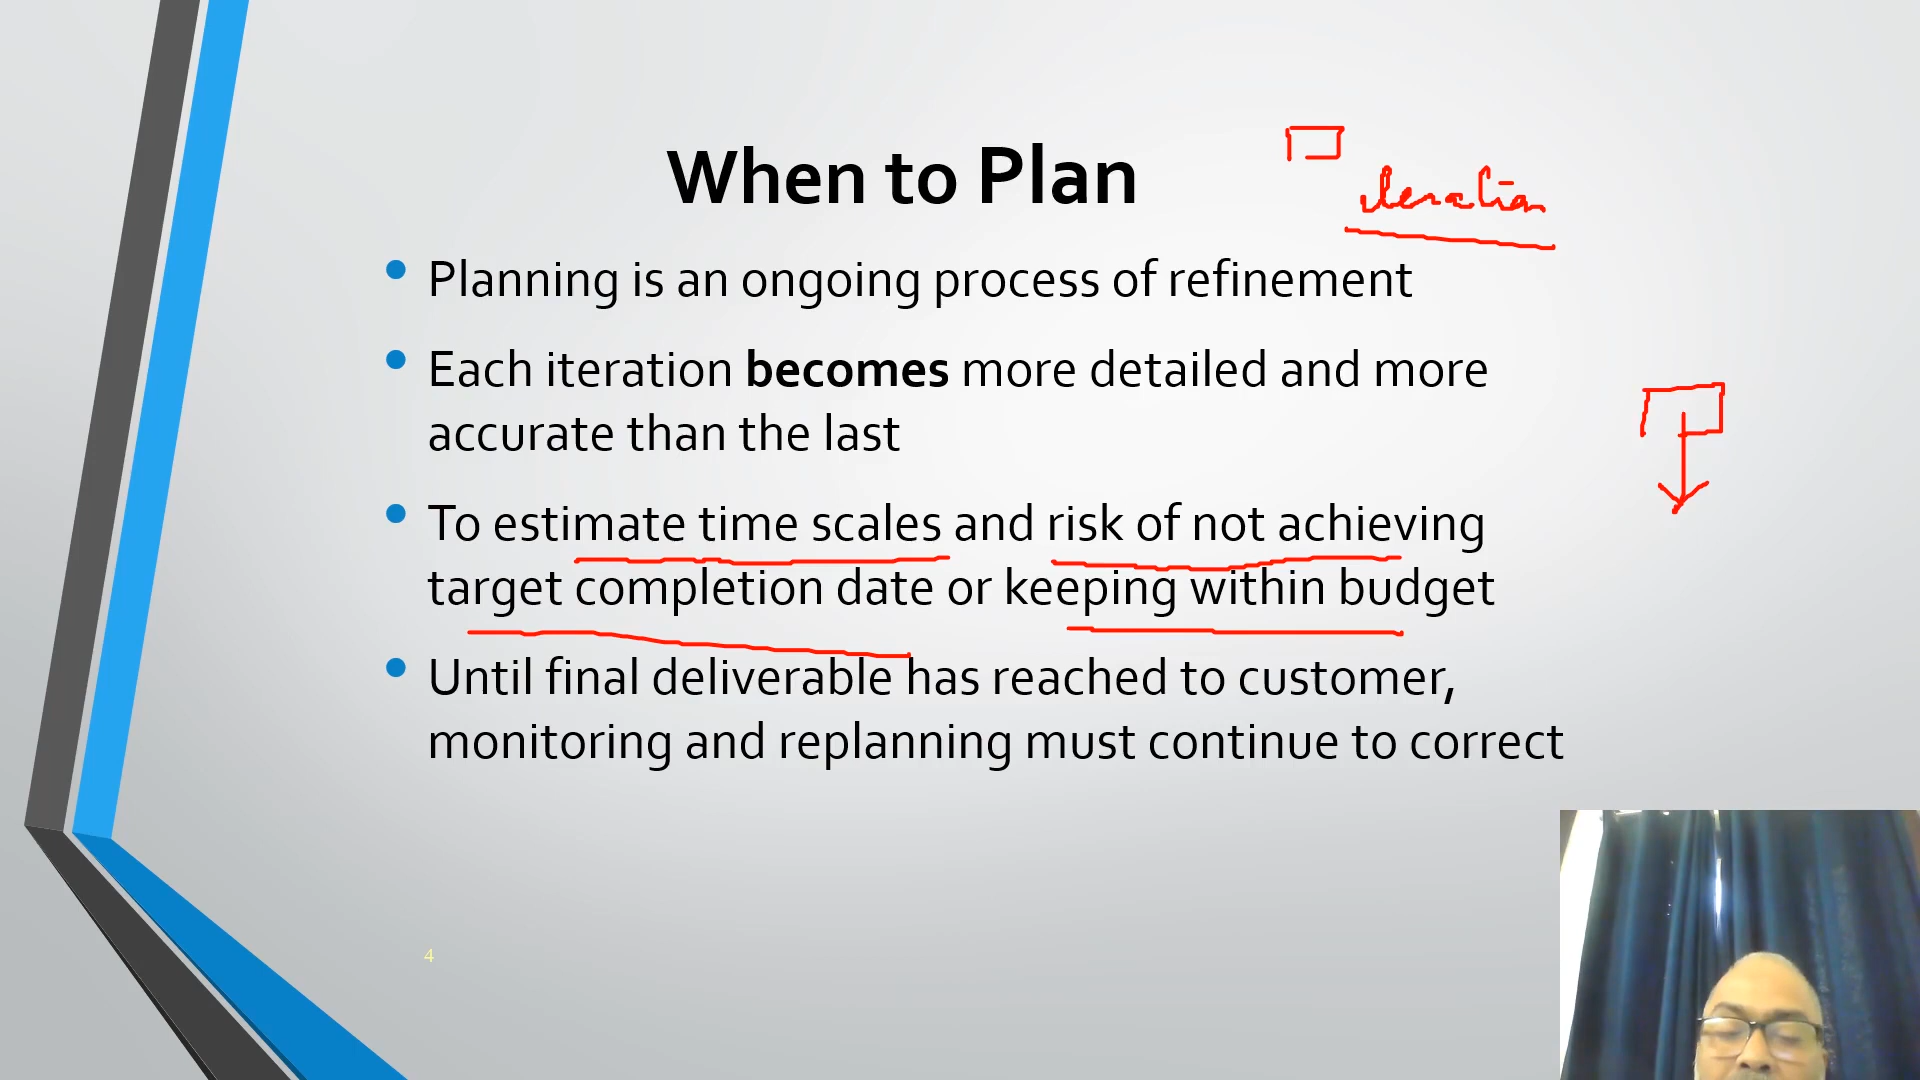 When to Plan
iteration
Planning is an ongoing process of refinement
Each iteration becomes more detailed and more
accurate than the last
To estimate time scales and risk of not achieving
target completion date or keeping within budget
Until final deliverable has reached to customer,
monitoring and replanning must continue to correct
4